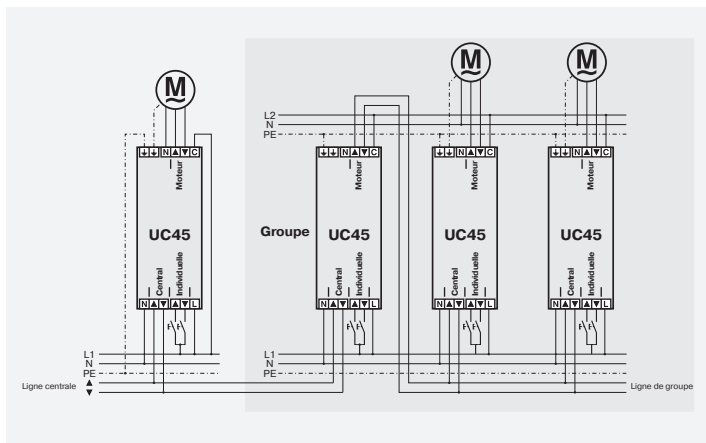 M
M
M
L2
N
PE
N ▲ ▼ C
Moteur
UC45
Central
Individuelle
N ▲ ▼ ▲ ▼ L
Groupe
N ▲ ▼ C
Moteur
UC45
Central
Individuelle
N ▲ ▼ ▲ ▼ L
N ▲ ▼ C
Moteur
UC45
Central
Individuelle
N ▲ ▼ ▲ ▼ L
N ▲ ▼ C
Moteur
UC45
Central
Individuelle
N ▲ ▼ ▲ ▼ L
L1
N
PE
L1
N
PE
Ligne centrale ▲ ▼
Ligne de groupe